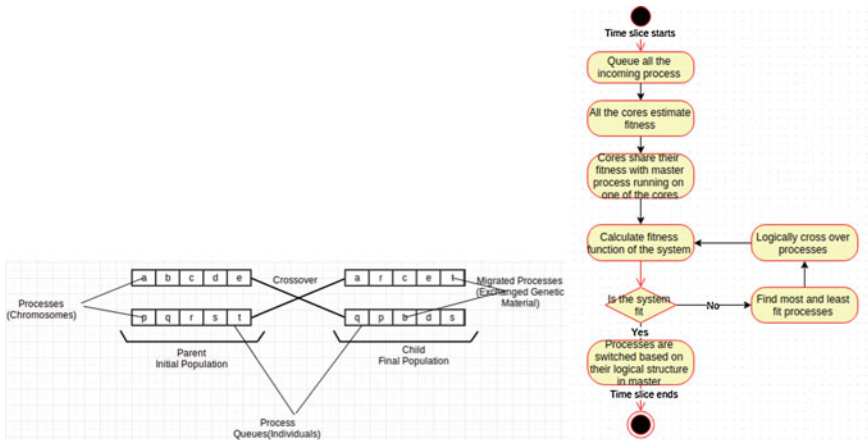 a b c d e
Crossover
a r c e t
Processes
(Chromosomes)
Migrated Processes
(Exchanged Genetic
Material)
p q r s t
q p b d s
Parent
Initial Population
Child
Final Population
Process
Queues(Individuals)
Time slice starts
Queue all the
incoming process
All the cores estimate
fitness
Cores share their
fitness with master
process running on
one of the cores
Calculate fitness
function of the system
Logically cross over
processes
Is the system
fit
No
Find most and least
fit processes
Yes
Processes are
switched based on
their logical structure
in master
Time slice ends